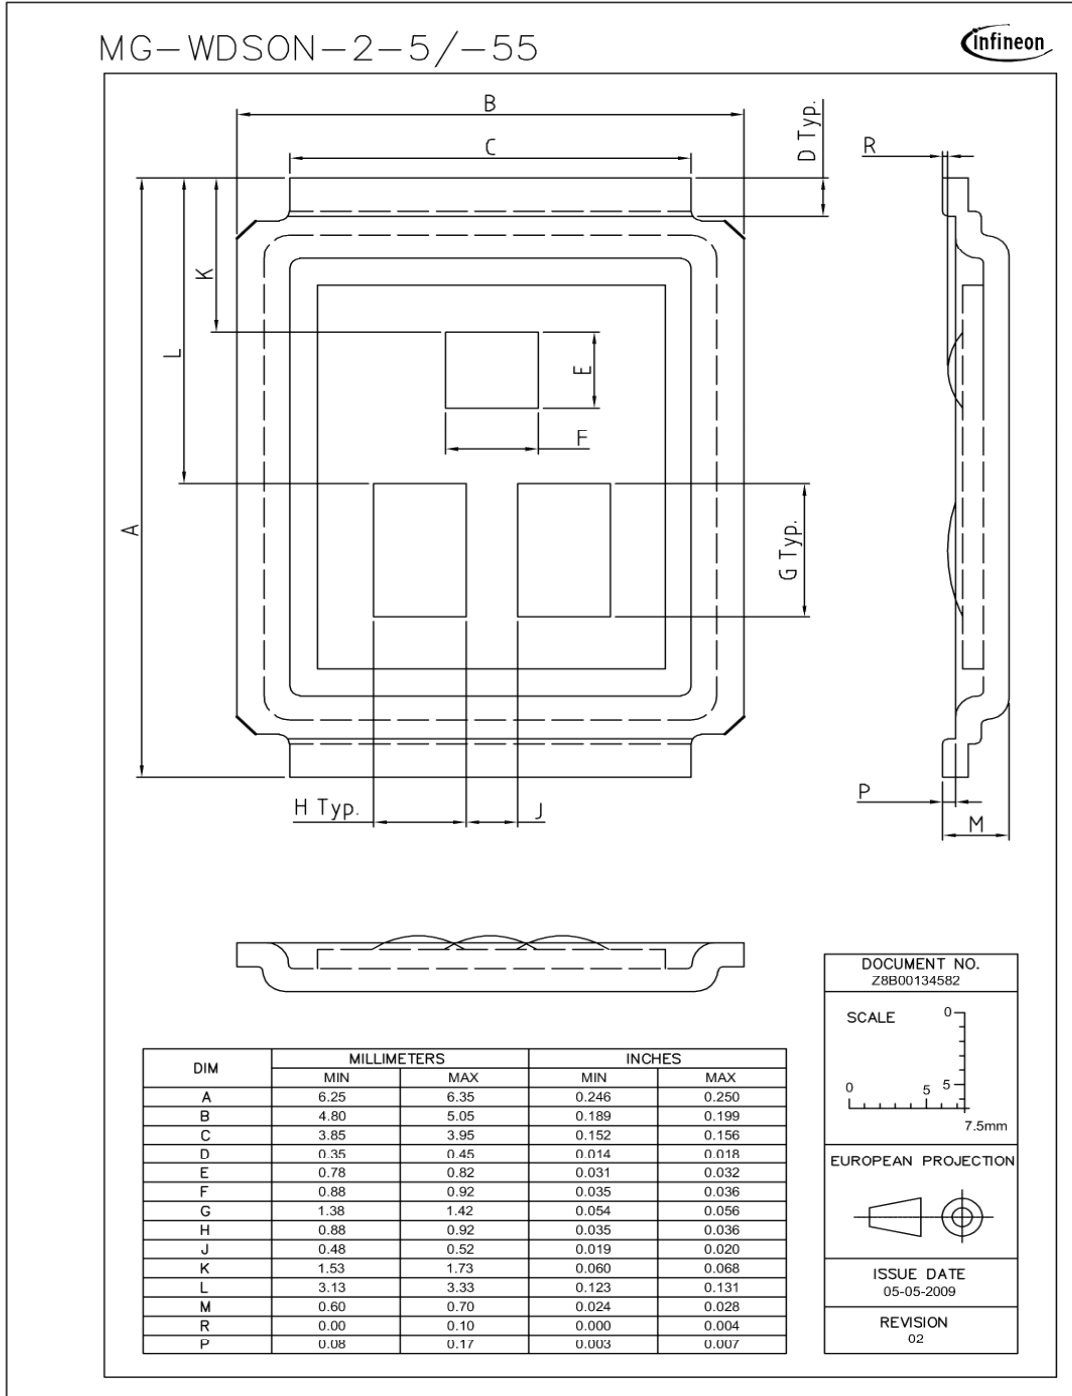 MG-WDSON-2-5/-55
infineon
B
C
D Typ.
R
K
L
E
F
A
G Typ.
H Typ.
J
P
M
DOCUMENT NO.
Z8B00134582
SCALE
0
0
5
5
7.5mm
EUROPEAN PROJECTION
ISSUE DATE
05-05-2009
REVISION
02
DIM MILLIMETERS INCHES
MIN MAX MIN MAX
A 6.25 6.35 0.246 0.250
B 4.80 5.05 0.189 0.199
C 3.85 3.95 0.152 0.156
D 0.35 0.45 0.014 0.018
E 0.78 0.82 0.031 0.032
F 0.88 0.92 0.035 0.036
G 1.38 1.42 0.054 0.056
H 0.88 0.92 0.035 0.036
J 0.48 0.52 0.019 0.020
K 1.53 1.73 0.060 0.068
L 3.13 3.33 0.123 0.131
M 0.60 0.70 0.024 0.028
R 0.00 0.10 0.000 0.004
P 0.08 0.17 0.003 0.007